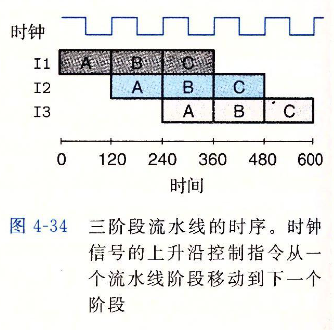 时钟
I1 A B C
I2 A B C
I3 A B C
0 120 240 360 480 600
时间
图 4-34 三阶段流水线的时序。时钟
信号的上升沿控制指令从一
个流水线阶段移动到下一个
阶段